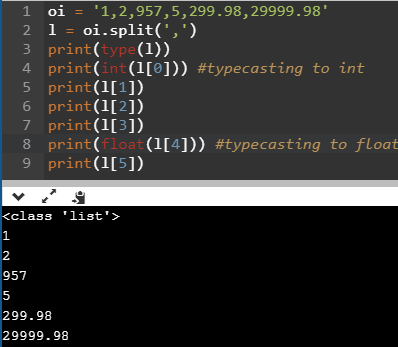 1 oi = '1,2,957,5,299.98,29999.98'
2 l = oi.split(',')
3 print(type(l))
4 print(int(l[0])) #typecasting to int
5 print(l[1])
6 print(l[2])
7 print(l[3])
8 print(float(l[4])) #typecasting to float
9 print(l[5])
<class 'list'>
1
2
957
5
299.98
29999.98